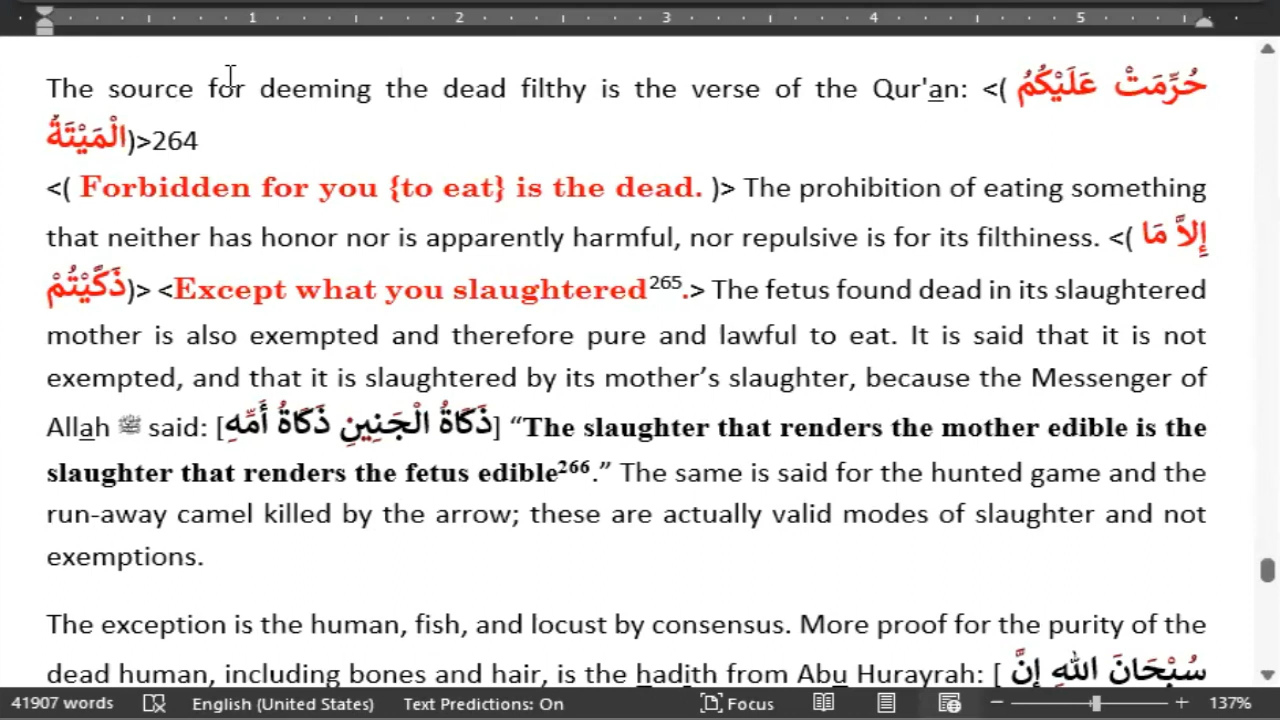 1 2 3 4 5
The source for deeming the dead filthy is the verse of the Qur'an: <( حُرِّمَتْ عَلَيْكُمُ
الْمَيْتَةُ)>264
<( Forbidden for you {to eat} is the dead. )> The prohibition of eating something
that neither has honor nor is apparently harmful, nor repulsive is for its filthiness. <( إِلاَّ مَا
ذَكَّيْتُمْ)> <Except what you slaughtered265.> The fetus found dead in its slaughtered
mother is also exempted and therefore pure and lawful to eat. It is said that it is not
exempted, and that it is slaughtered by its mother’s slaughter, because the Messenger of
Allah ﷺ said: [ذَكَاةُ الْجَنِينِ ذَكَاةُ أُمِّهِ] “The slaughter that renders the mother edible is the
slaughter that renders the fetus edible266.” The same is said for the hunted game and the
run-away camel killed by the arrow; these are actually valid modes of slaughter and not
exemptions.
The exception is the human, fish, and locust by consensus. More proof for the purity of the
dead human, including bones and hair, is the hadith from Abu Hurayrah: [ سُبْحَانَ اللهِ إِنَّ
41907 words English (United States) Text Predictions: On Focus 137%